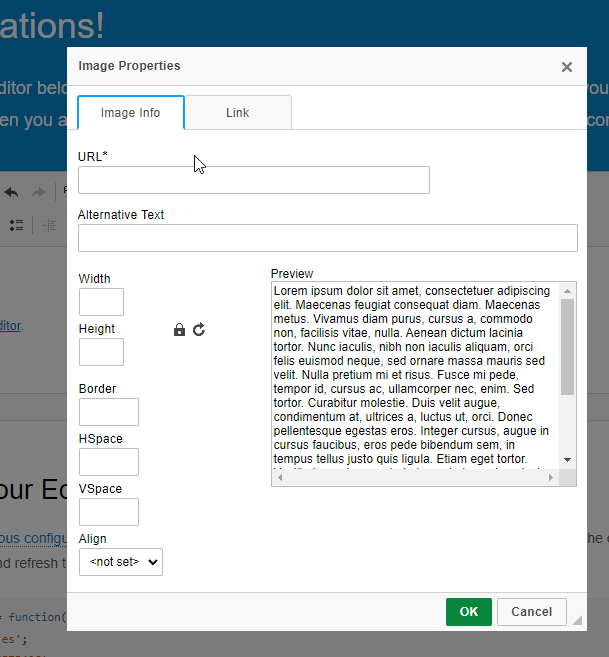 ations!
Image Properties
ditor belo
you
en you a
con
Image Info
Link
URL*
Alternative Text
Width
Preview
Lorem ipsum dolor sit amet, consectetuer adipiscing
elit. Maecenas feugiat consequat diam. Maecenas
metus. Vivamus diam purus, cursus a, commodo
non, facilisis vitae, nulla. Aenean dictum lacinia
tortor. Nunc iaculis, nibh non iaculis aliquam, orci
felis euismod neque, sed ornare massa mauris sed
velit. Nulla pretium mi et risus. Fusce mi pede,
tempor id, cursus ac, ullamcorper nec, enim. Sed
tortor. Curabitur molestie. Duis velit augue,
condimentum at, ultrices a, luctus ut, orci. Donec
pellentesque egestas eros. Integer cursus, augue in
cursus faucibus, eros pede bibendum sem, in
tempus tellus justo quis ligula. Etiam eget tortor.
Height
ditor.
Border
HSpace
VSpace
our Ed
Align
<not set>
ous configu
the e
nd refresh t
OK
Cancel
= function(
es';